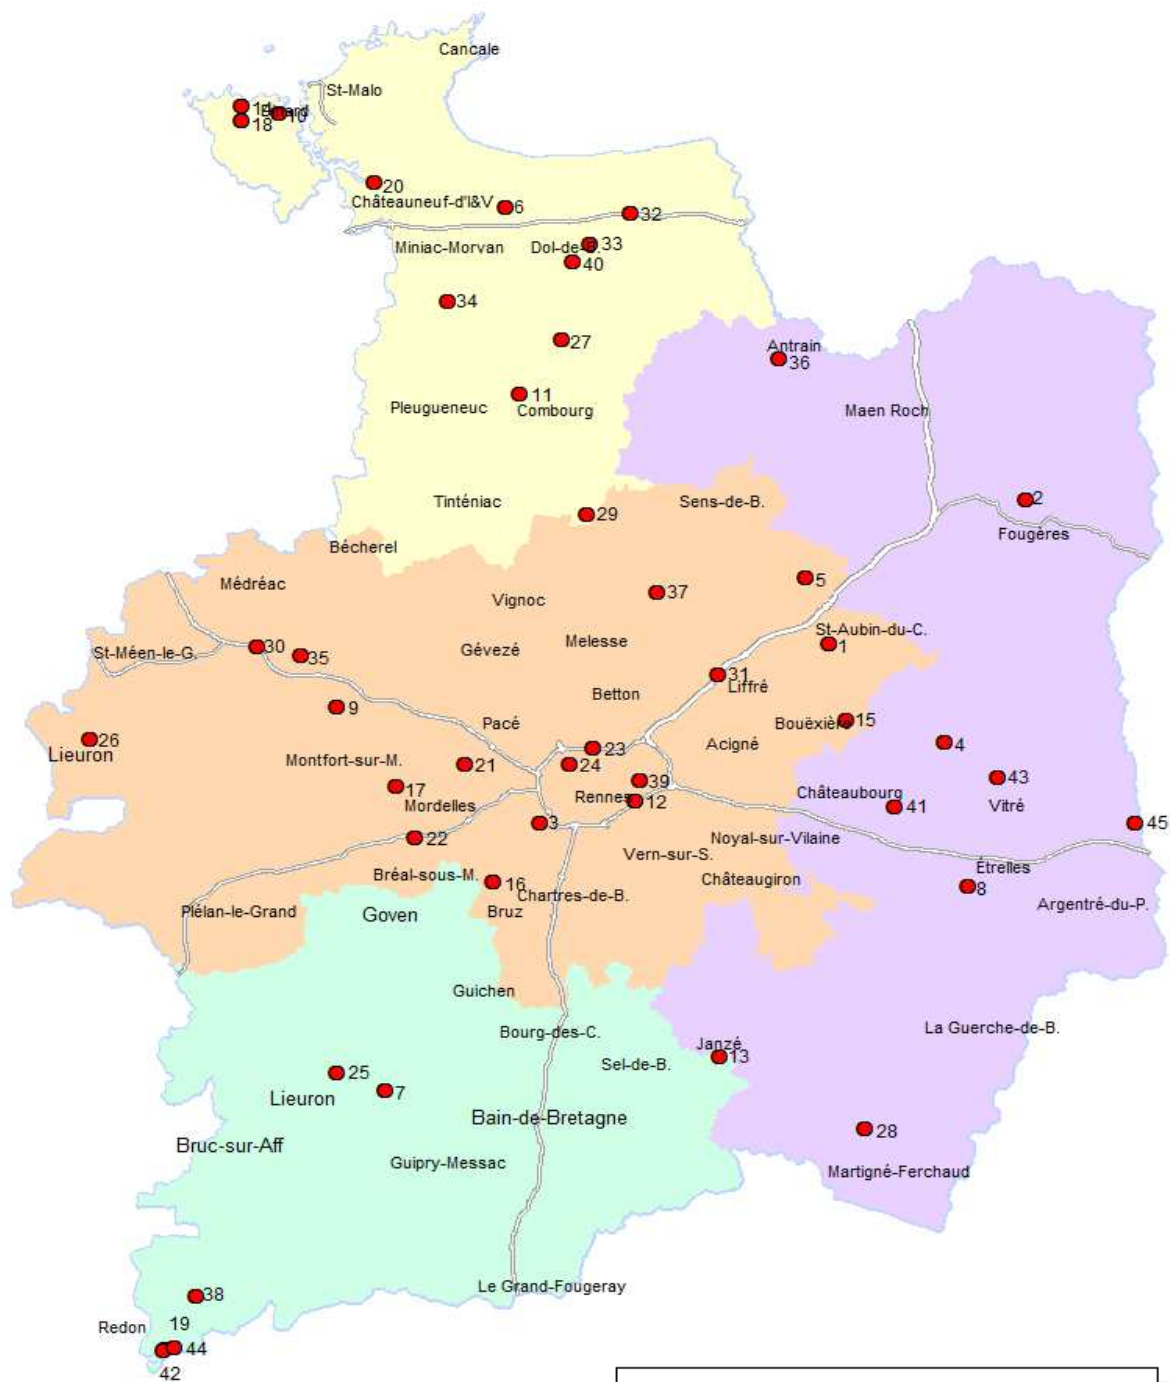 Cancale
St-Malo
14
Dinard
10
18
20
Châteauneuf-d'I&V
6
32
Miniac-Morvan
Dol-de-B.
33
40
34
27
Antrain
36
11
Combourg
Pleugueneuc
Maen Roch
Tinténiac
Sens-de-B.
2
29
Fougères
Bécherel
Médréac
5
37
Vignoc
St-Aubin-du-C.
1
Melesse
Gévezé
St-Méen-le-G.
30
35
31
Liffré
Betton
9
Pacé
Bouëxière
15
26
Lieuron
Acigné
4
23
Montfort-sur-M.
21
24
43
39
17
Mordelles
Rennes
12
Châteaubourg
41
Vitré
3
45
22
Noyal-sur-Vilaine
Vern-sur-S.
Étrelles
Bréal-sous-M.
16
Châteaugiron
8
Chartres-de-B.
Argentré-du-P.
Plélan-le-Grand
Goven
Bruz
Guichen
La Guerche-de-B.
Bourg-des-C.
Janzé
13
Sel-de-B.
25
Lieuron
7
Bain-de-Bretagne
28
Bruc-sur-Aff
Guipry-Messac
Martigné-Ferchaud
Le Grand-Fougeray
38
Redon
19
44
42